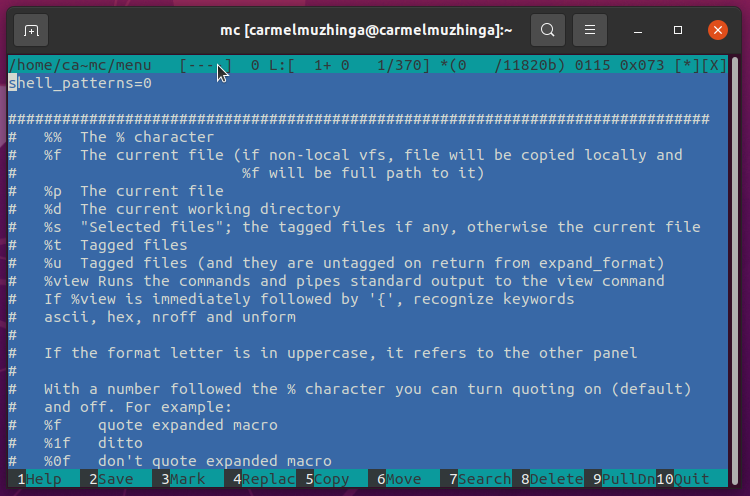 mc [carmelmuzhinga@carmelmuzhinga]:~
/home/ca~mc/menu   [----]  0 L:[  1+ 0   1/370] *(0   /11820b) 0115 0x073 [*][X]
shell_patterns=0
##############################################################################
#   %%  The % character
#   %f  The current file (if non-local vfs, file will be copied locally and
#                         %f will be full path to it)
#   %p  The current file
#   %d  The current working directory
#   %s  "Selected files"; the tagged files if any, otherwise the current file
#   %t  Tagged files
#   %u  Tagged files (and they are untagged on return from expand_format)
#   %view Runs the commands and pipes standard output to the view command
#   If %view is immediately followed by '{', recognize keywords
#   ascii, hex, nroff and unform
#
#   If the format letter is in uppercase, it refers to the other panel
#
#   With a number followed the % character you can turn quoting on (default)
#   and off. For example:
#   %f    quote expanded macro
#   %1f   ditto
#   %0f   don't quote expanded macro
1Help  2Save  3Mark  4Replac 5Copy  6Move  7Search 8Delete 9PullDn 10Quit